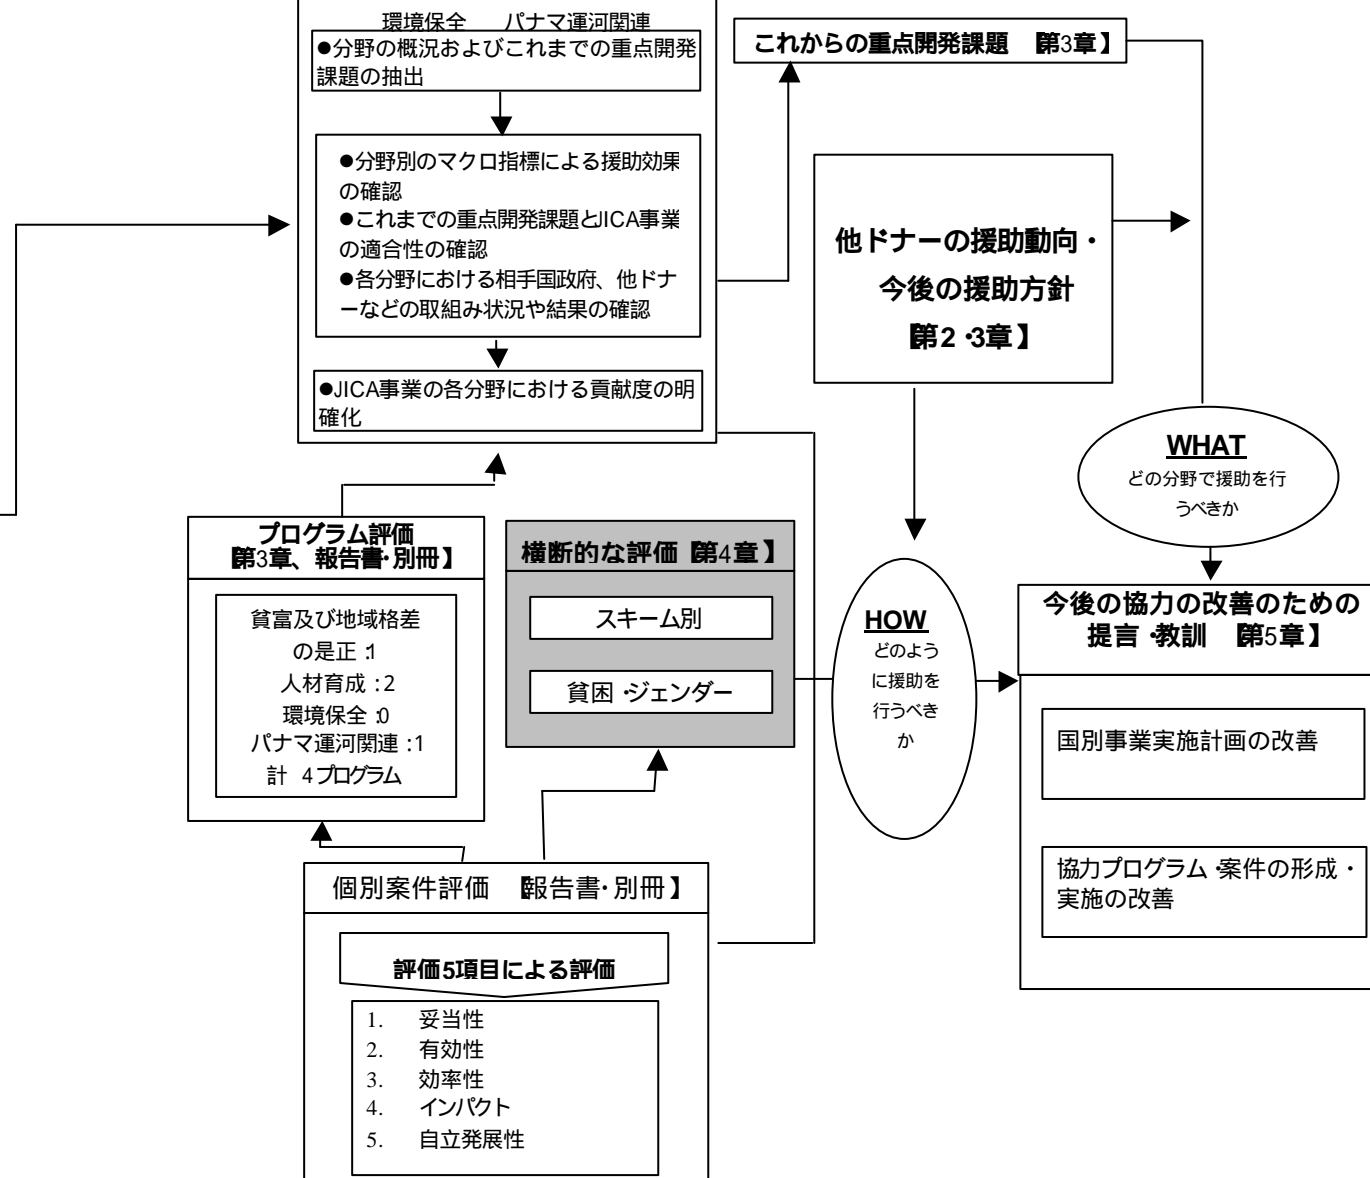 環境保全 パナマ運河関連
●分野の概況およびこれまでの重点開発
課題の抽出
●分野別のマクロ指標による援助効果
の確認
●これまでの重点開発課題とJICA事業
の適合性の確認
●各分野における相手国政府、他ドナ
ーなどの取組み状況や結果の確認
●JICA事業の各分野における貢献度の明
確化
これからの重点開発課題 【第3章】
他ドナーの援助動向・
今後の援助方針
【第2・3章】
WHAT
どの分野で援助を行
うべきか
プログラム評価
【第3章、報告書・別冊】
貧富及び地域格差
の是正:1
人材育成:2
環境保全:0
パナマ運河関連:1
計 4プログラム
横断的な評価【第4章】
スキーム別
貧困・ジェンダー
HOW
どのよう
に援助を
行うべき
か
今後の協力の改善のための
提言・教訓 【第5章】
国別事業実施計画の改善
協力プログラム・案件の形成・
実施の改善
個別案件評価 【報告書・別冊】
評価5項目による評価
1. 妥当性
2. 有効性
3. 効率性
4. インパクト
5. 自立発展性